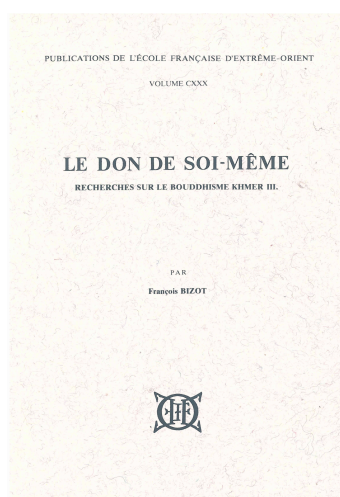 PUBLICATIONS DE L'ÉCOLE FRANÇAISE D'EXTRÊME-ORIENT
VOLUME CXXX
LE DON DE SOI-MÊME
RECHERCHES SUR LE BOUDDHISME KHMER III.
PAR
François BIZOT